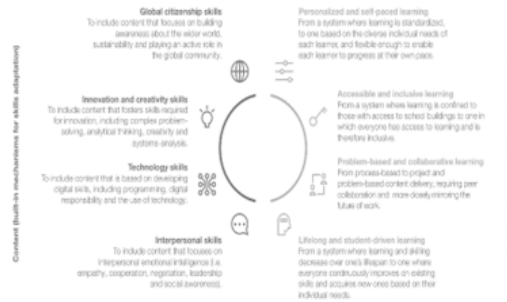 Content (built-in mechanisms for skills adaptation)
Global citizenship skills
To include content that focuses on building
awareness about the wider world,
sustainability and playing an active role in
the global community.
Innovation and creativity skills
To include content that fosters skills required
for innovation, including complex problem-
solving, analytical thinking, creativity and
systems-analysis.
Technology skills
To include content that is based on developing
digital skills, including programming, digital
responsibility and the use of technology.
Interpersonal skills
To include content that focuses on
interpersonal emotional intelligence (i.e.
empathy, cooperation, negotiation, leadership
and social awareness).
Personalized and self-paced learning
From a system where learning is standardized,
to one based on the diverse individual needs of
each learner, and flexible enough to enable
each learner to progress at their own pace.
Accessible and inclusive learning
From a system where learning is confined to
those with access to school buildings to one in
which everyone has access to learning and is
therefore inclusive.
Problem-based and collaborative learning
From process-based to project and
problem-based content delivery, requiring peer
collaboration and more closely mirroring the
future of work.
Lifelong and student-driven learning
From a system where learning and skilling
decrease over one's lifespan to one where
everyone continuously improves on existing
skills and acquires new ones based on their
individual needs.